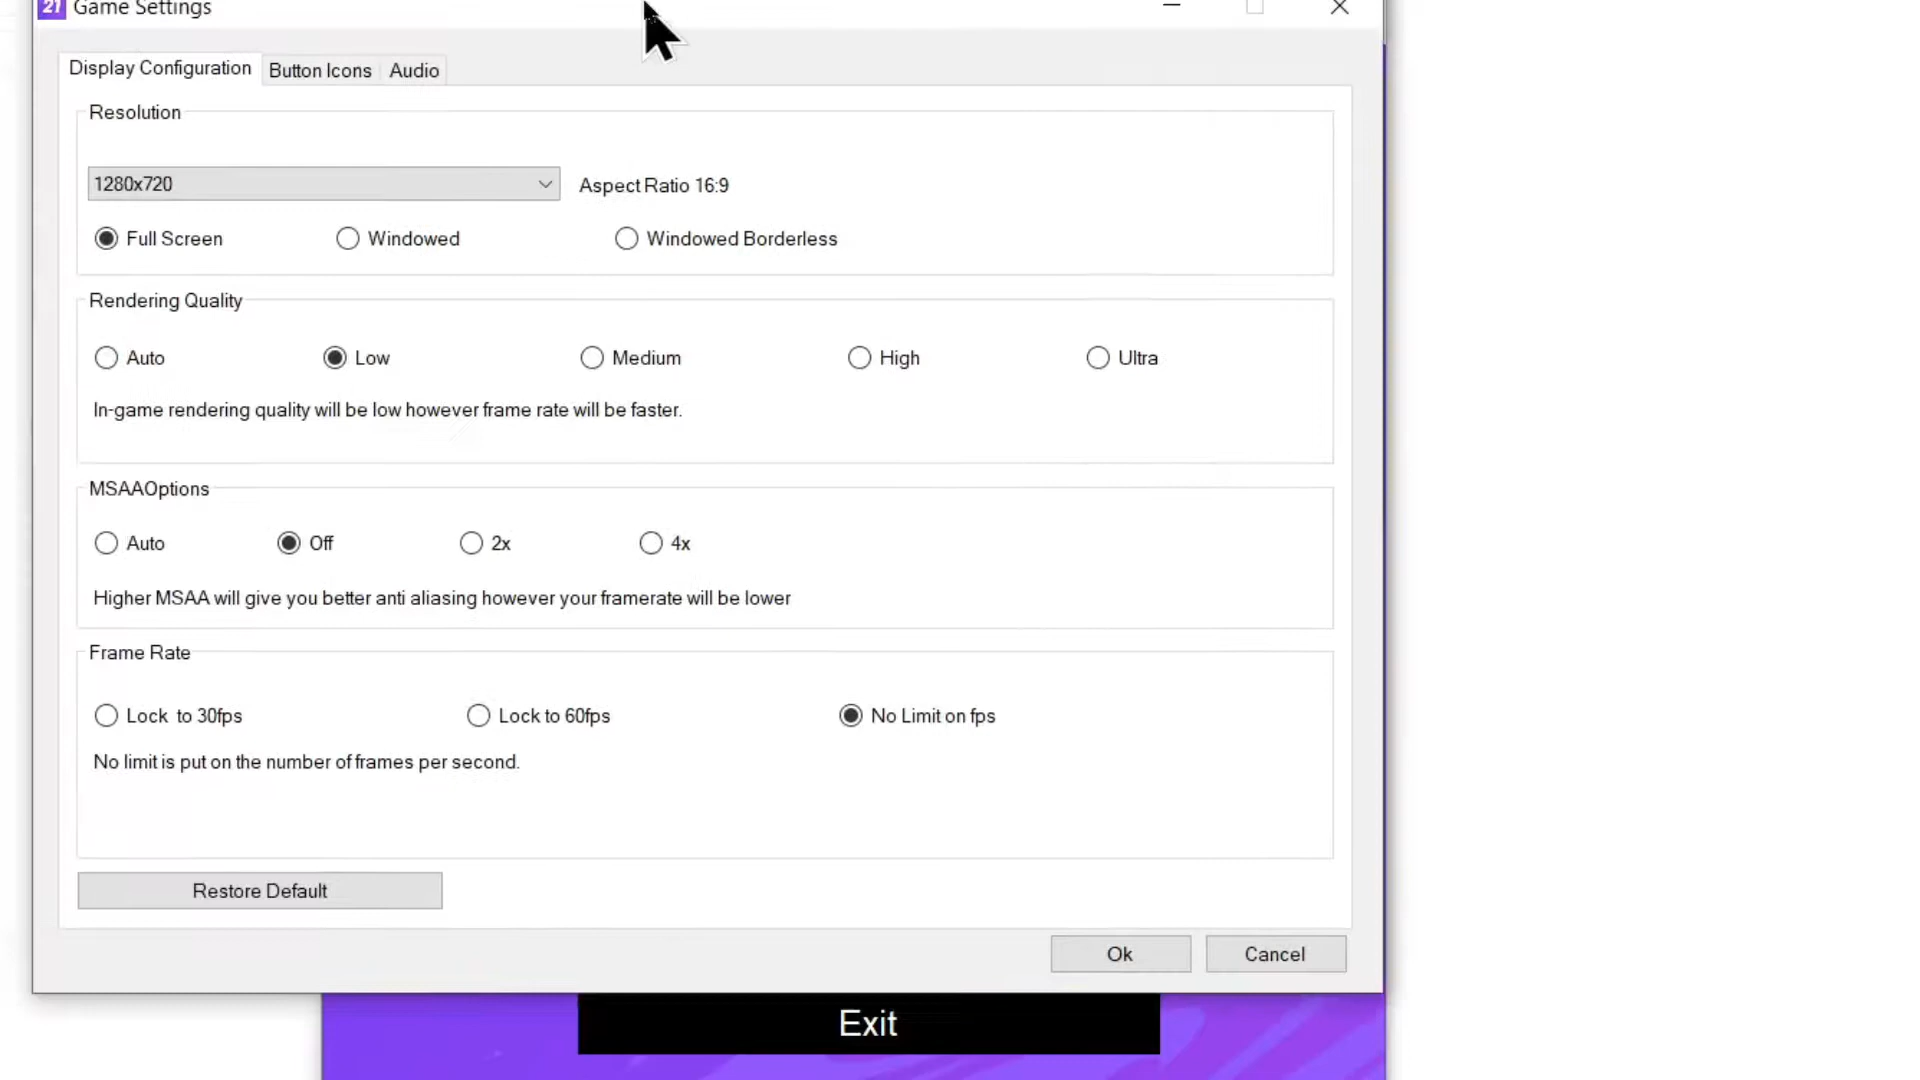 21 Game Settings
Display Configuration Button Icons Audio
Resolution
1280x720 Aspect Ratio 16:9
Full Screen Windowed Windowed Borderless
Rendering Quality
Auto Low Medium High Ultra
In-game rendering quality will be low however frame rate will be faster.
MSAAOptions
Auto Off 2x 4x
Higher MSAA will give you better anti aliasing however your framerate will be lower
Frame Rate
Lock to 30fps Lock to 60fps No Limit on fps
No limit is put on the number of frames per second.
Restore Default
Ok Cancel
Exit